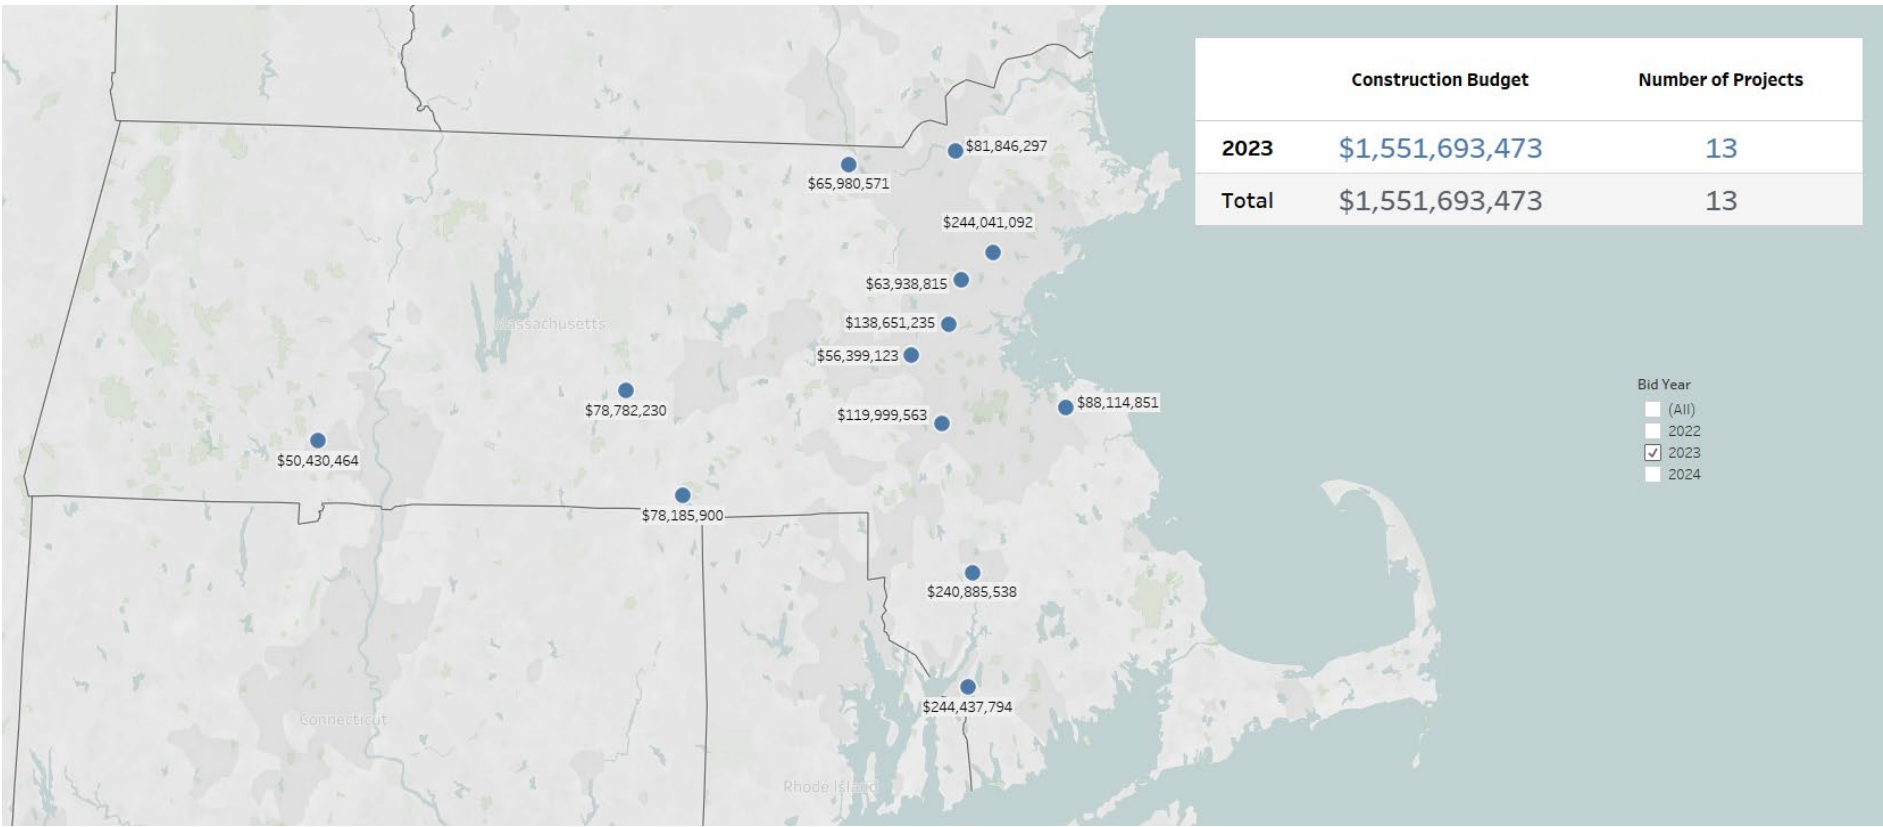 Construction Budget Number of Projects
2023 $1,551,693,473 13
Total $1,551,693,473 13
$81,846,297
$65,980,571
$244,041,092
$63,938,815
Massachusetts
$138,651,235
$56,399,123
$78,782,230
$88,114,851
$119,999,563
$50,430,464
$78,185,900
$240,885,538
$244,437,794
Connecticut
Rhode Island
Bid Year
(All)
2022
2023
2024